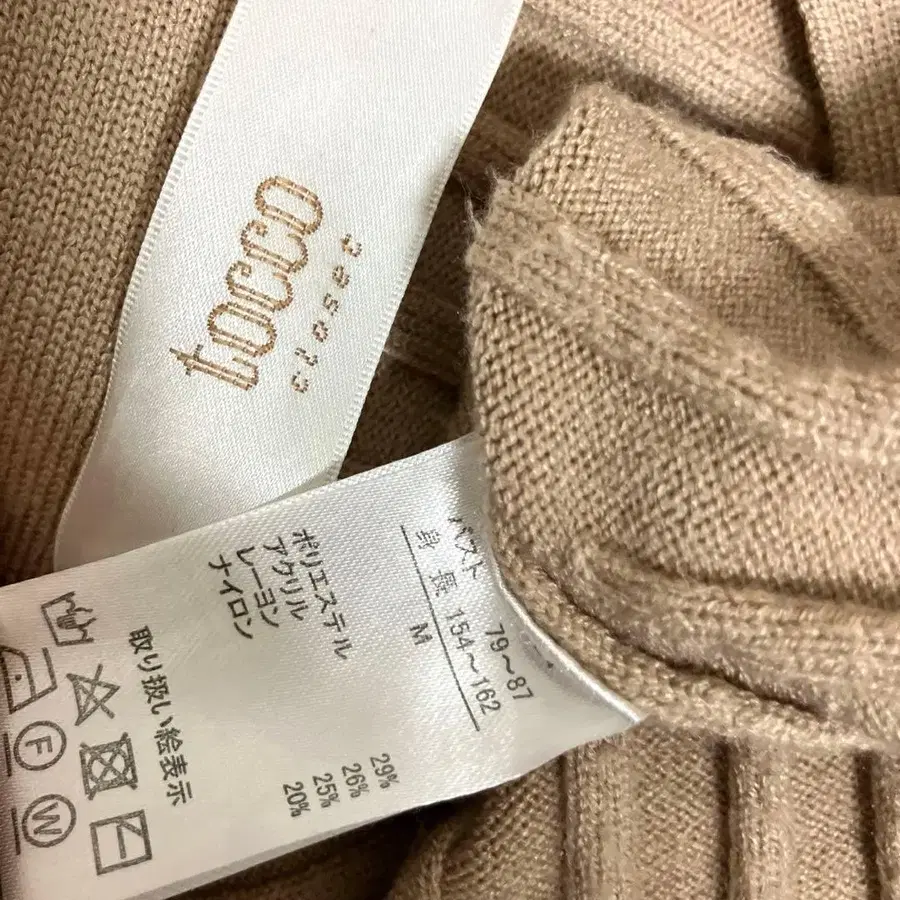 tocco
closet
バスト 79～87
身長 154～162
M
ポリエステル 29%
アクリル 26%
レーヨン 25%
ナイロン 20%
取り扱い絵表示
F
W